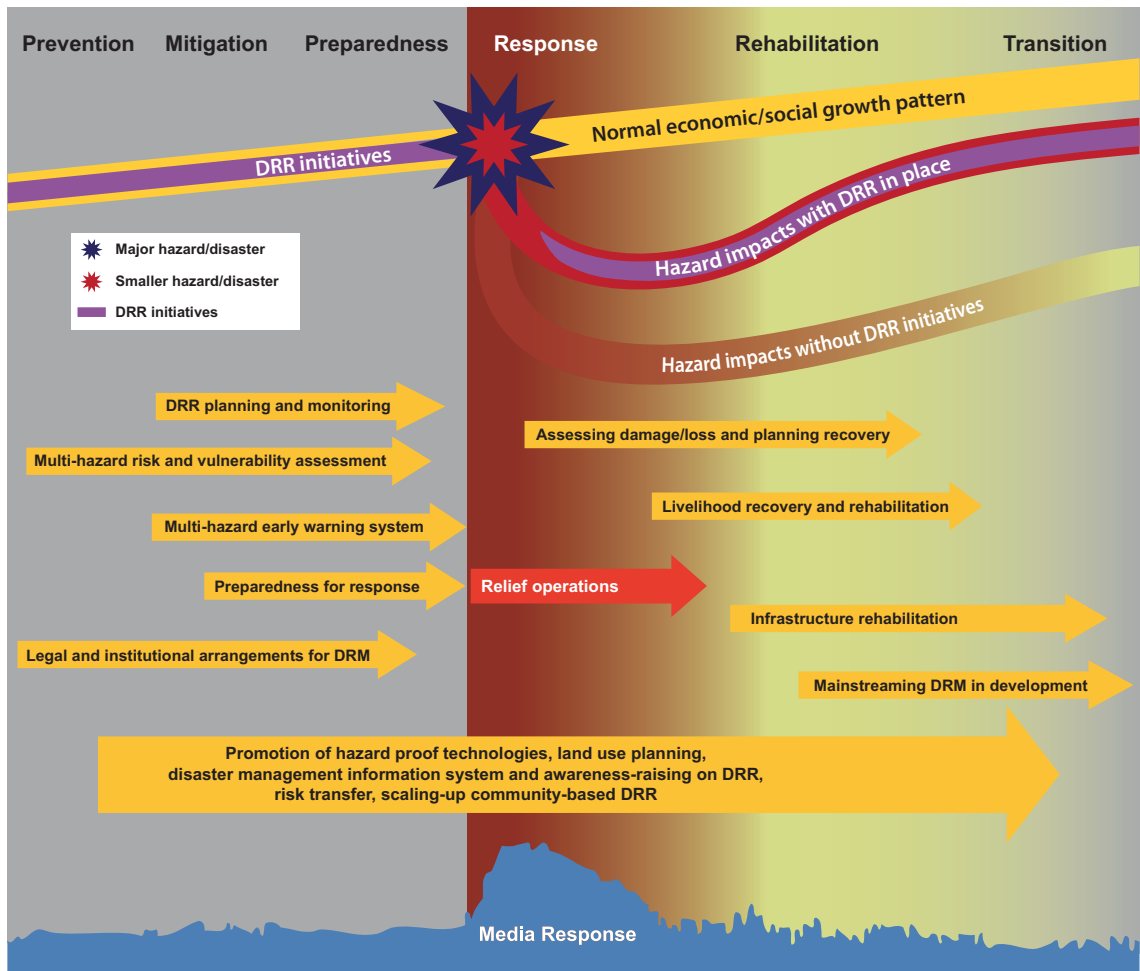 Prevention
Mitigation
Preparedness
Response
Rehabilitation
Transition
Normal economic/social growth pattern
DRR initiatives
Hazard impacts with DRR in place
Major hazard/disaster
Smaller hazard/disaster
DRR initiatives
Hazard impacts without DRR initiatives
DRR planning and monitoring
Assessing damage/loss and planning recovery
Multi-hazard risk and vulnerability assessment
Livelihood recovery and rehabilitation
Multi-hazard early warning system
Preparedness for response
Relief operations
Infrastructure rehabilitation
Legal and institutional arrangements for DRM
Mainstreaming DRM in development
Promotion of hazard proof technologies, land use planning,
disaster management information system and awareness-raising on DRR,
risk transfer, scaling-up community-based DRR
Media Response